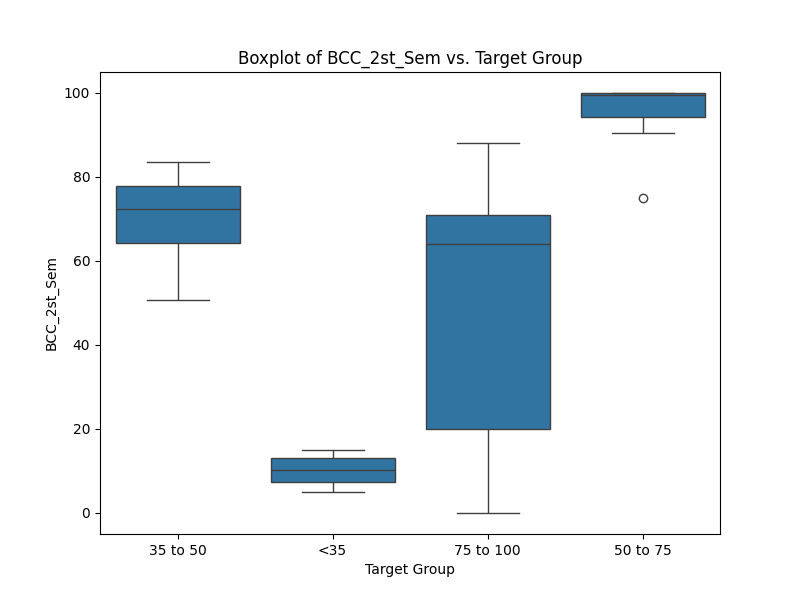 Boxplot of BCC_2st_Sem vs. Target Group
100
80
60
40
20
0
BCC_2st_Sem
35 to 50
<35
75 to 100
50 to 75
Target Group